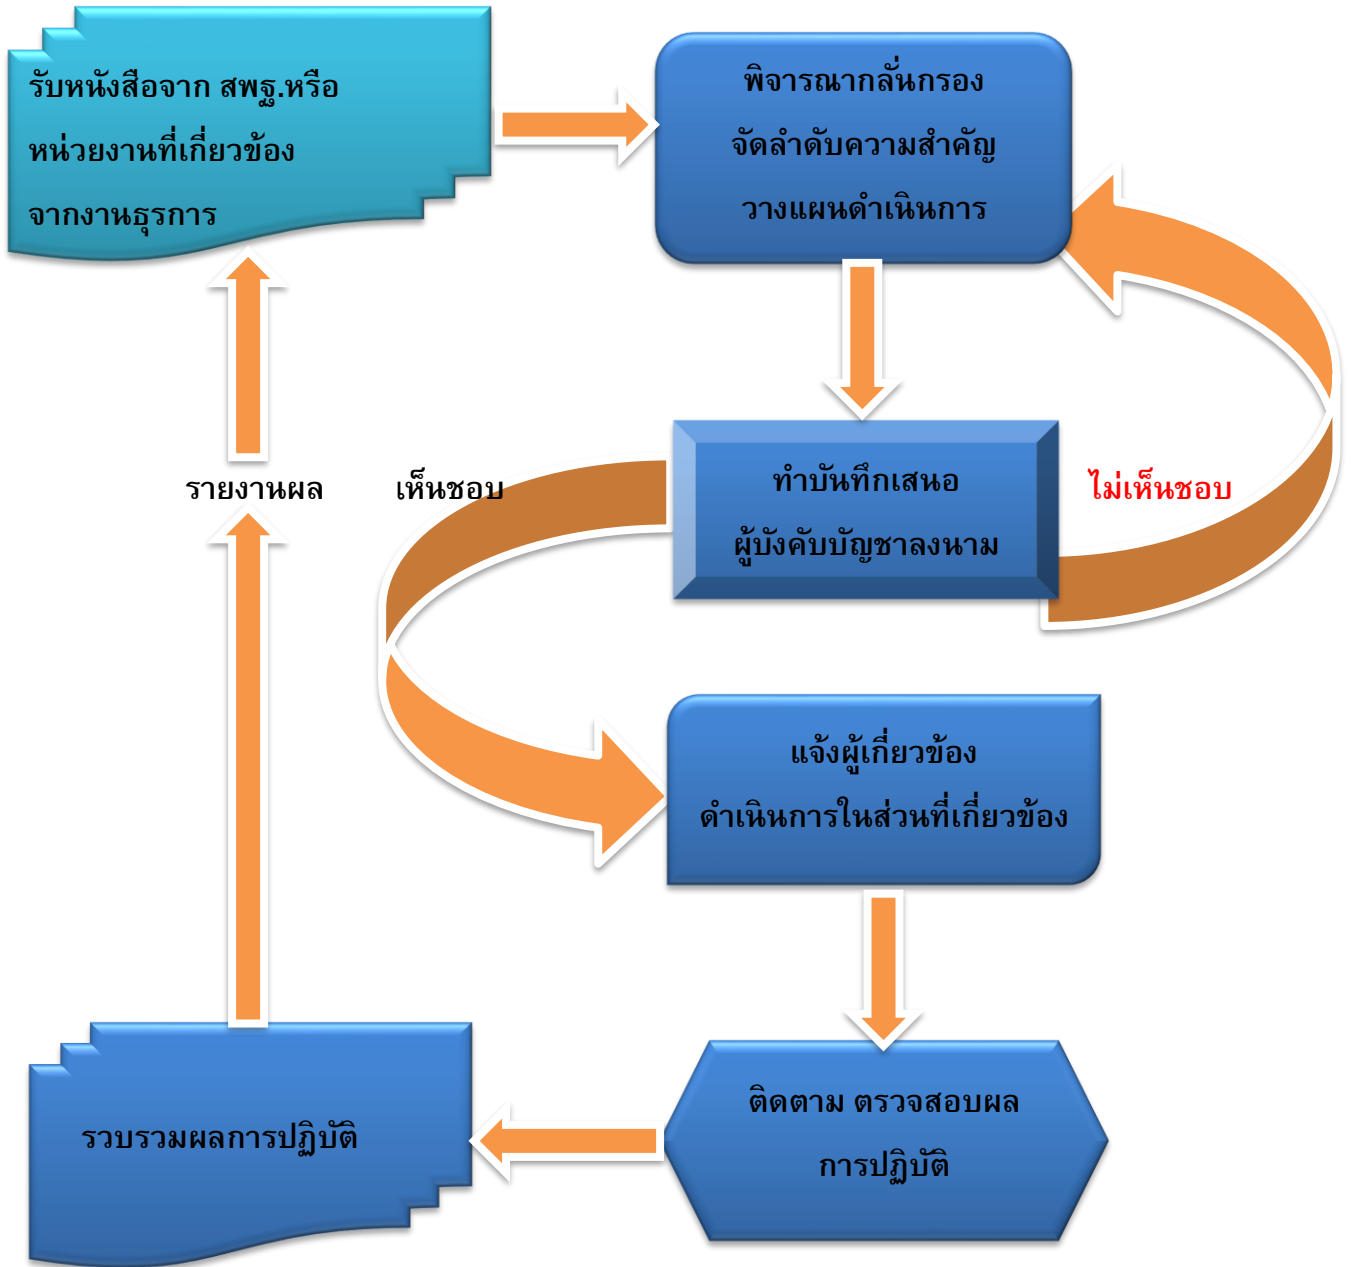 รับหนังสือจาก สพฐ.หรือ
หน่วยงานที่เกี่ยวข้อง
จากงานธุรการ
พิจารณากลั่นกรอง
จัดลำดับความสำคัญ
วางแผนดำเนินการ
ทำบันทึกเสนอ
ผู้บังคับบัญชาลงนาม
ไม่เห็นชอบ
เห็นชอบ
รายงานผล
แจ้งผู้เกี่ยวข้อง
ดำเนินการในส่วนที่เกี่ยวข้อง
ติดตาม ตรวจสอบผล
การปฏิบัติ
รวบรวมผลการปฏิบัติ